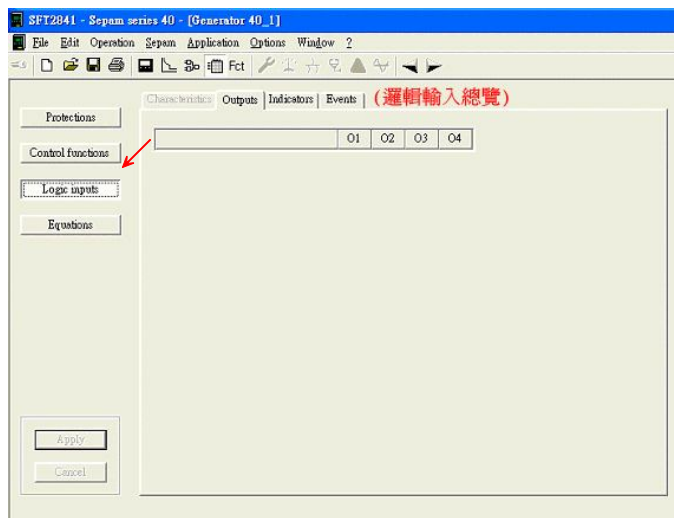 SFT2841 - Sepam series 40 - [Generator 40_1]
File Edit Operation Sepam Application Options Window ?
Fct
Characteristics Outputs Indicators Events (邏輯輸入總覽)
Protections
O1 O2 O3 O4
Control functions
Logic inputs
Equations
Apply
Cancel